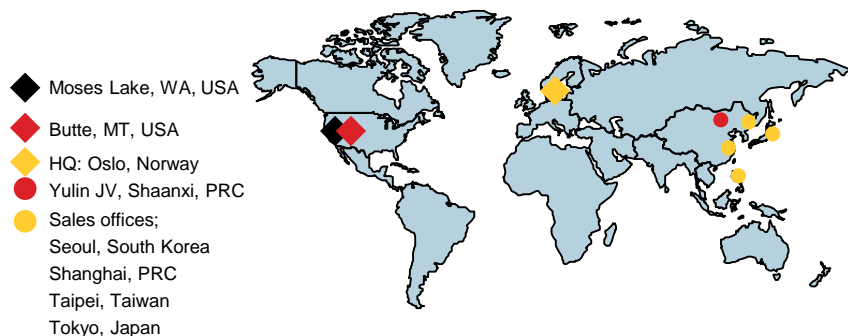 Moses Lake, WA, USA
Butte, MT, USA
HQ: Oslo, Norway
Yulin JV, Shaanxi, PRC
Sales offices;
Seoul, South Korea
Shanghai, PRC
Taipei, Taiwan
Tokyo, Japan